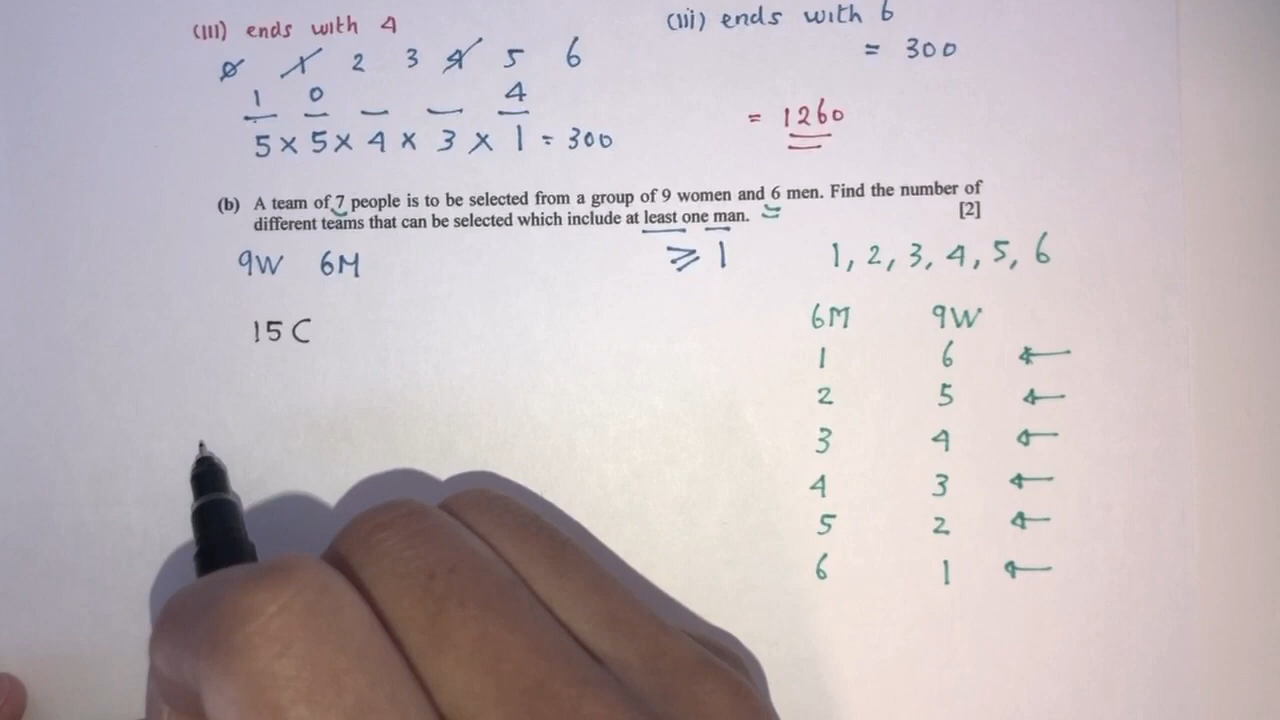 (III) ends with 4
0 1 2 3 4 5 6
1 0 _ _ 4
5 × 5 × 4 × 3 × 1 = 300
(iii) ends with 6
= 300
= 1260
(b) A team of 7 people is to be selected from a group of 9 women and 6 men. Find the number of
different teams that can be selected which include at least one man. [2]
9W 6M
⩾ 1
1, 2, 3, 4, 5, 6
15 C
6M 9W
1 6 ←
2 5 ←
3 4 ←
4 3 ←
5 2 ←
6 1 ←